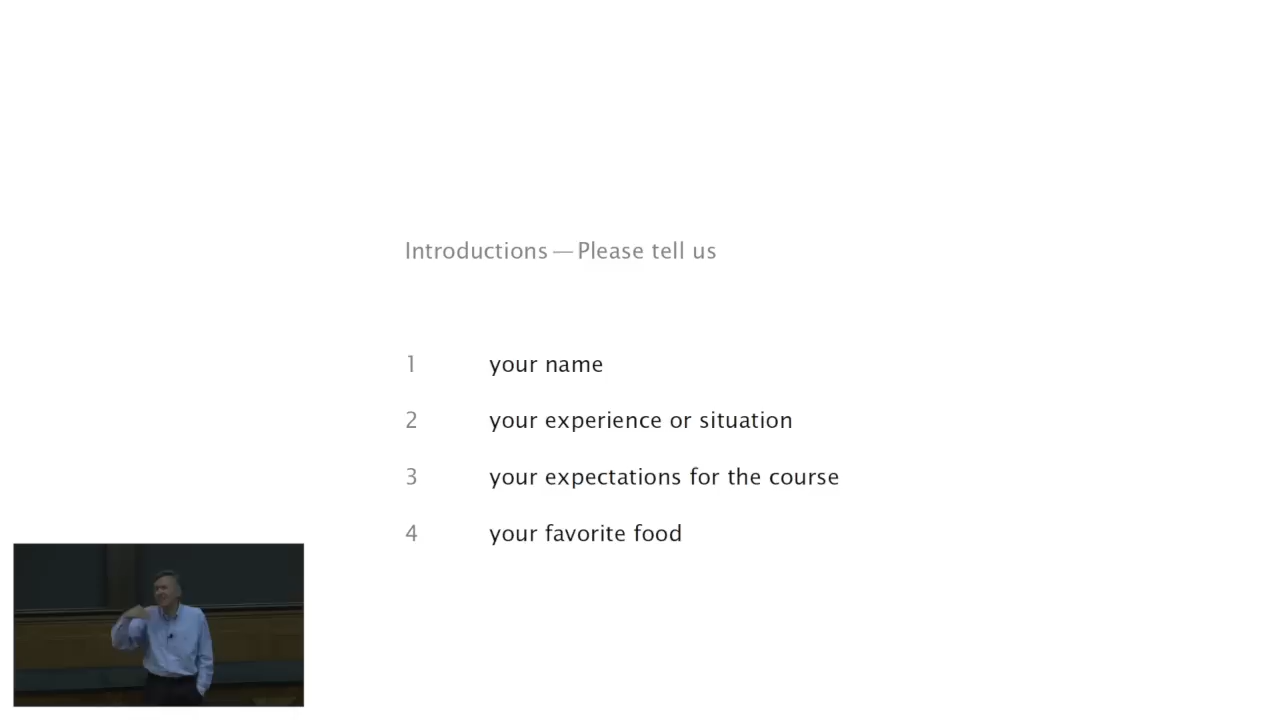 Introductions — Please tell us
1 your name
2 your experience or situation
3 your expectations for the course
4 your favorite food